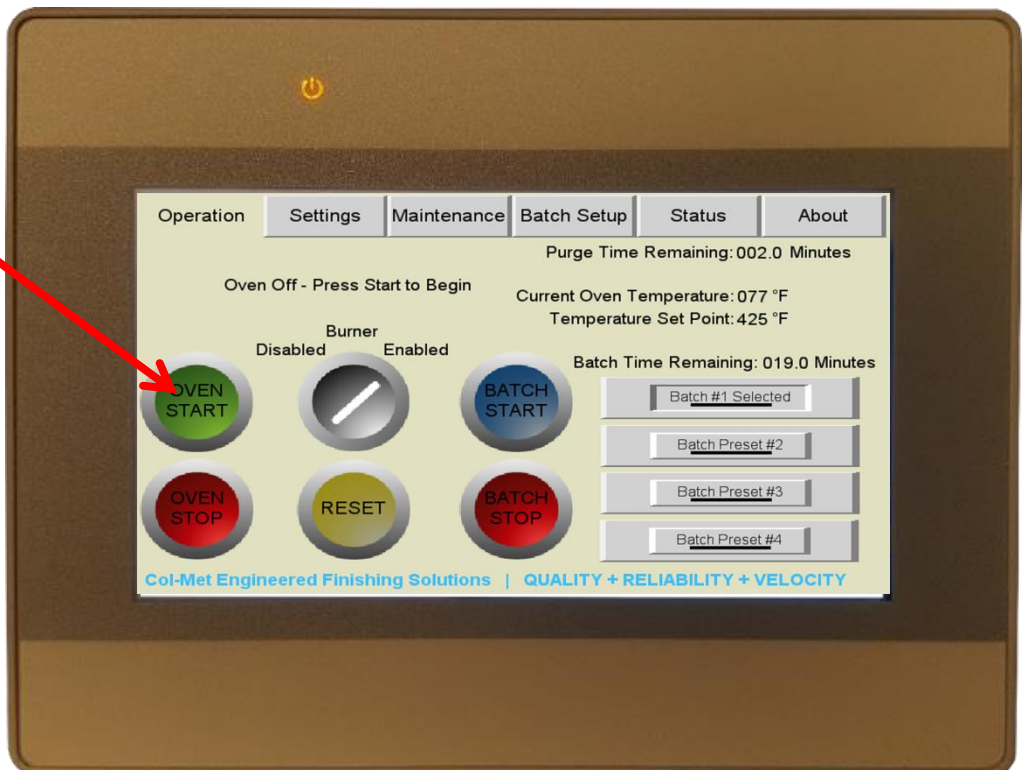 Operation Settings Maintenance Batch Setup Status About
Purge Time Remaining: 002.0 Minutes
Oven Off - Press Start to Begin
Current Oven Temperature: 077 °F
Temperature Set Point: 425 °F
Burner
Disabled Enabled
Batch Time Remaining: 019.0 Minutes
OVEN
START
BATCH
START
Batch #1 Selected
Batch Preset #2
OVEN
STOP
RESET
BATCH
STOP
Batch Preset #3
Batch Preset #4
Col-Met Engineered Finishing Solutions | QUALITY + RELIABILITY + VELOCITY